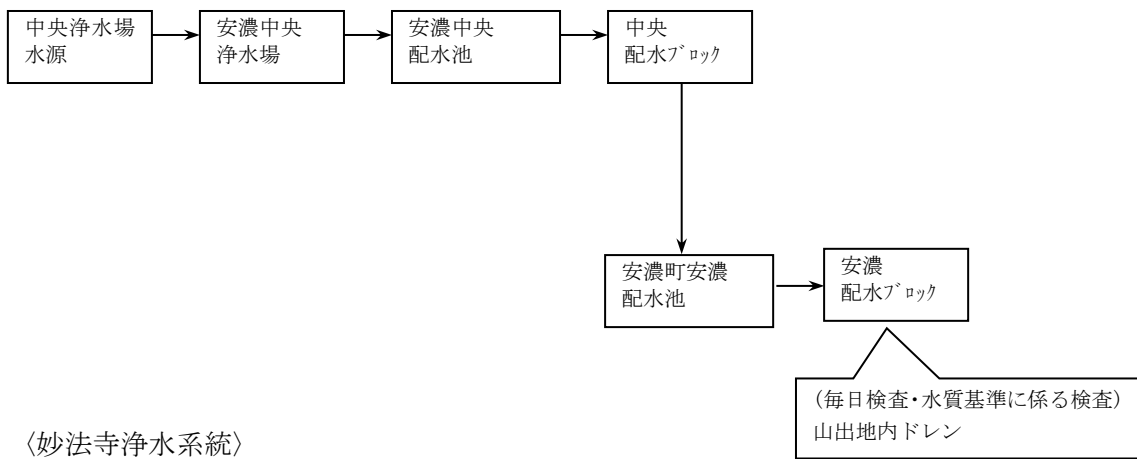 中央浄水場
水源
安濃中央
浄水場
安濃中央
配水池
中央
配水ﾌﾞﾛｯｸ
安濃町安濃
配水池
安濃
配水ﾌﾞﾛｯｸ
(毎日検査・水質基準に係る検査)
山出地内ドレン
〈妙法寺浄水系統〉